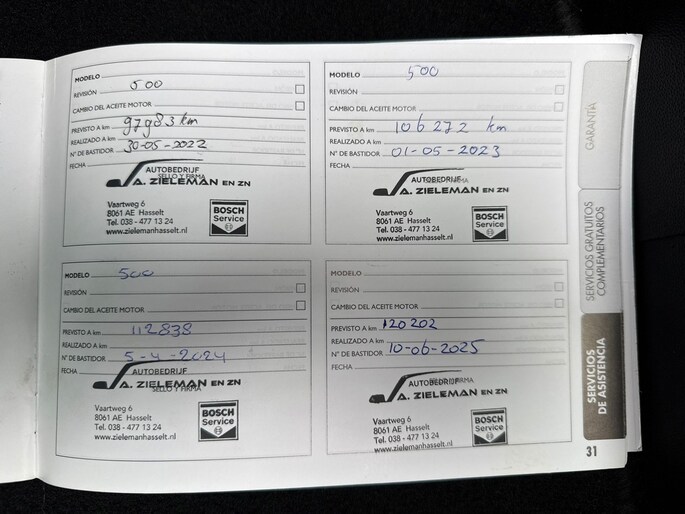 MODELO 500
REVISIÓN
CAMBIO DEL ACEITE MOTOR
PREVISTO A km 97983 km
REALIZADO A km
N° DE BASTIDOR 30-05-2022
FECHA
AUTOBEDRIJF
SELLO Y FIRMA
A. ZIELEMAN EN ZN
Vaartweg 6
8061 AE Hasselt
Tel. 038 - 477 13 24
www.zielemanhasselt.nl
BOSCH
Service
MODELO 500
REVISIÓN
CAMBIO DEL ACEITE MOTOR
PREVISTO A km 106272 km
REALIZADO A km
N° DE BASTIDOR 01-05-2023
FECHA
AUTOBEDRIJF
A. ZIELEMAN EN ZN
Vaartweg 6
8061 AE Hasselt
Tel. 038 - 477 13 24
www.zielemanhasselt.nl
BOSCH
Service
MODELO 500
REVISIÓN
CAMBIO DEL ACEITE MOTOR
PREVISTO A km 112838
REALIZADO A km
N° DE BASTIDOR 5-4-2024
FECHA
AUTOBEDRIJF
A. ZIELEMAN EN ZN
SELLO Y FIRMA
Vaartweg 6
8061 AE Hasselt
Tel. 038 - 477 13 24
www.zielemanhasselt.nl
BOSCH
Service
MODELO
REVISIÓN
CAMBIO DEL ACEITE MOTOR
PREVISTO A km 120202
REALIZADO A km
N° DE BASTIDOR 10-06-2025
FECHA
AUTOBEDRIJF
A. ZIELEMAN EN ZN
Vaartweg 6
8061 AE Hasselt
Tel. 038 - 477 13 24
www.zielemanhasselt.nl
BOSCH
Service
GARANTÍA
SERVICIOS GRATUITOS
COMPLEMENTARIOS
SERVICIOS
DE ASISTENCIA
31